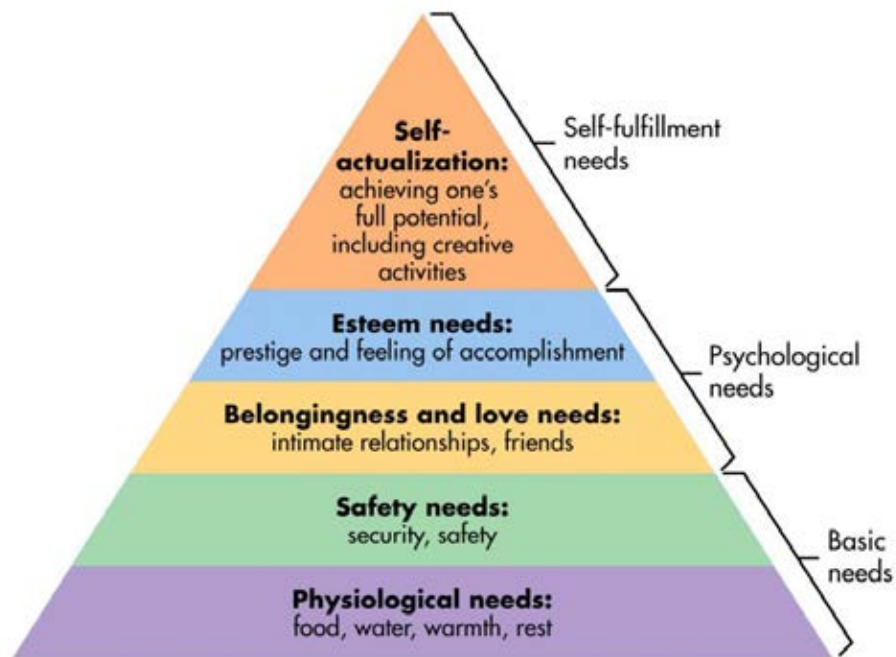 Self-
actualization:
achieving one's
full potential,
including creative
activities
Self-fulfillment
needs
Esteem needs:
prestige and feeling of accomplishment
Psychological
needs
Belongingness and love needs:
intimate relationships, friends
Safety needs:
security, safety
Basic
needs
Physiological needs:
food, water, warmth, rest